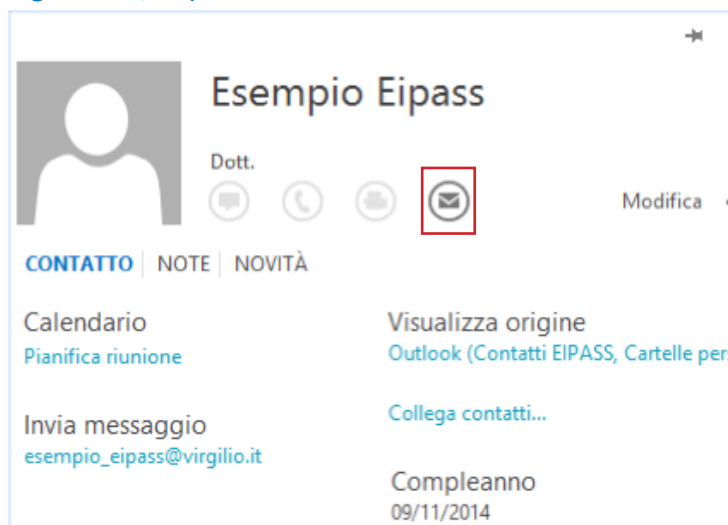 Esempio Eipass
Dott.
Modifica
CONTATTO NOTE NOVITÀ
Calendario
Pianifica riunione
Visualizza origine
Outlook (Contatti EIPASS, Cartelle per
Collega contatti...
Invia messaggio
esempio_eipass@virgilio.it
Compleanno
09/11/2014